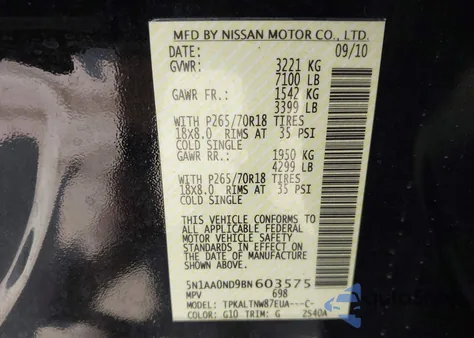 MFD BY NISSAN MOTOR CO., LTD.
DATE: 09/10
GVWR: 3221 KG
7100 LB
GAWR FR.: 1542 KG
3399 LB
WITH P265/70R18 TIRES
18X8.0 RIMS AT 35 PSI
COLD SINGLE
GAWR RR.: 1950 KG
4299 LB
WITH P265/70R18 TIRES
18X8.0 RIMS AT 35 PSI
COLD SINGLE
THIS VEHICLE CONFORMS TO
ALL APPLICABLE FEDERAL
MOTOR VEHICLE SAFETY
STANDARDS IN EFFECT ON
THE DATE OF MANUFACTURE
SHOWN ABOVE.
5N1AA0ND9BN603575
MPV 698
TYPE: MODEL: TPKALTNW87EUA---C-
COLOR: G10 TRIM: G 2S40A